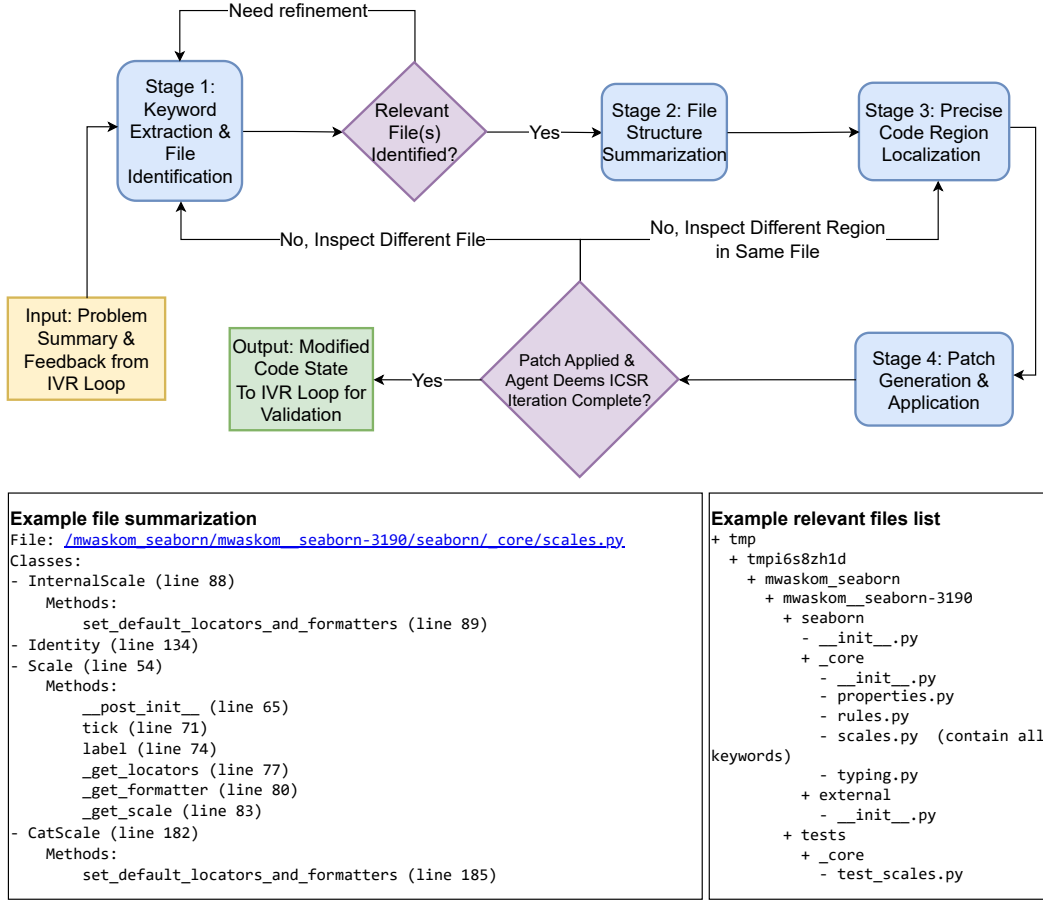 Need refinement
Stage 1:
Keyword
Extraction &
File
Identification
Relevant
File(s)
Identified?
Yes
Stage 2: File
Structure
Summarization
Stage 3: Precise
Code Region
Localization
No, Inspect Different File
No, Inspect Different Region
in Same File
Input: Problem
Summary &
Feedback from
IVR Loop
Output: Modified
Code State
To IVR Loop for
Validation
Yes
Patch Applied &
Agent Deems ICSR
Iteration Complete?
Stage 4: Patch
Generation &
Application
Example file summarization
File: /mwaskom_seaborn/mwaskom__seaborn-3190/seaborn/_core/scales.py
Classes:
- InternalScale (line 88)
    Methods:
        set_default_locators_and_formatters (line 89)
- Identity (line 134)
- Scale (line 54)
    Methods:
        __post_init__ (line 65)
        tick (line 71)
        label (line 74)
        _get_locators (line 77)
        _get_formatter (line 80)
        _get_scale (line 83)
- CatScale (line 182)
    Methods:
        set_default_locators_and_formatters (line 185)
Example relevant files list
+ tmp
  + tmpi6s8zh1d
    + mwaskom_seaborn
      + mwaskom__seaborn-3190
        + seaborn
          - __init__.py
          + _core
            - __init__.py
            - properties.py
            - rules.py
            - scales.py  (contain all
keywords)
            - typing.py
          + external
            - __init__.py
        + tests
          + _core
            - test_scales.py